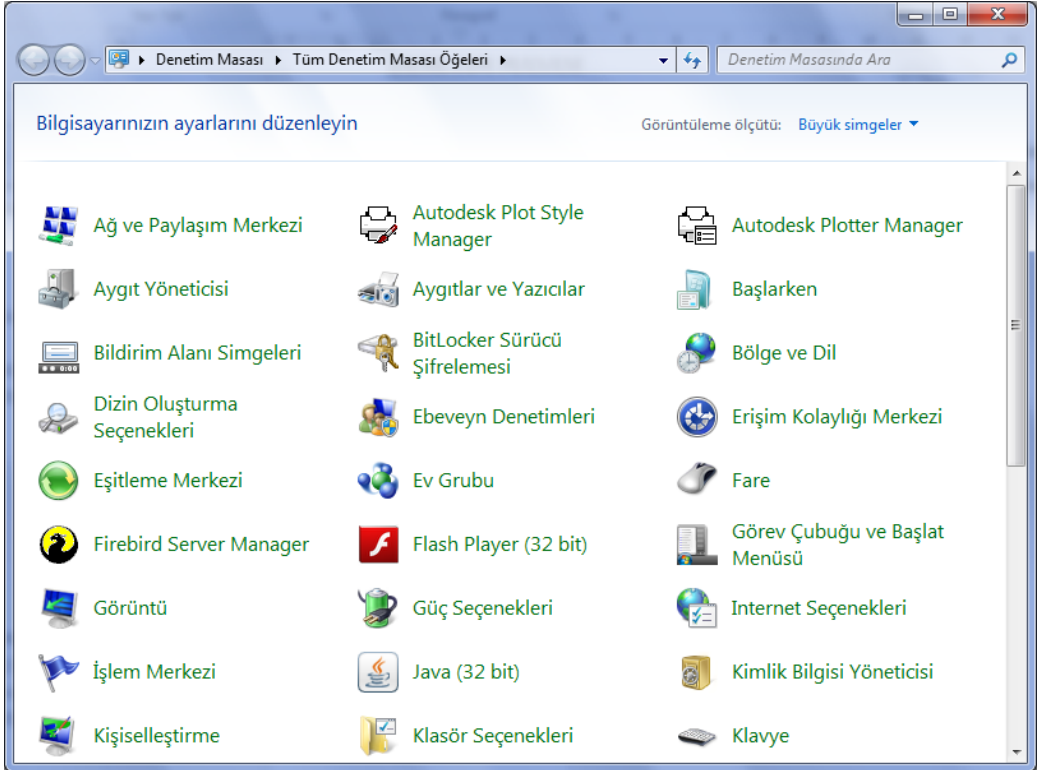 Denetim Masası Tüm Denetim Masası Öğeleri Denetim Masasında Ara
Bilgisayarınızın ayarlarını düzenleyin Görüntüleme ölçütü: Büyük simgeler
Ağ ve Paylaşım Merkezi
Autodesk Plot Style
Manager
Autodesk Plotter Manager
Aygıt Yöneticisi
Aygıtlar ve Yazıcılar
Başlarken
Bildirim Alanı Simgeleri
BitLocker Sürücü
Şifrelemesi
Bölge ve Dil
Dizin Oluşturma
Seçenekleri
Ebeveyn Denetimleri
Erişim Kolaylığı Merkezi
Eşitleme Merkezi
Ev Grubu
Fare
Firebird Server Manager
Flash Player (32 bit)
Görev Çubuğu ve Başlat
Menüsü
Görüntü
Güç Seçenekleri
Internet Seçenekleri
İşlem Merkezi
Java (32 bit)
Kimlik Bilgisi Yöneticisi
Kişiselleştirme
Klasör Seçenekleri
Klavye